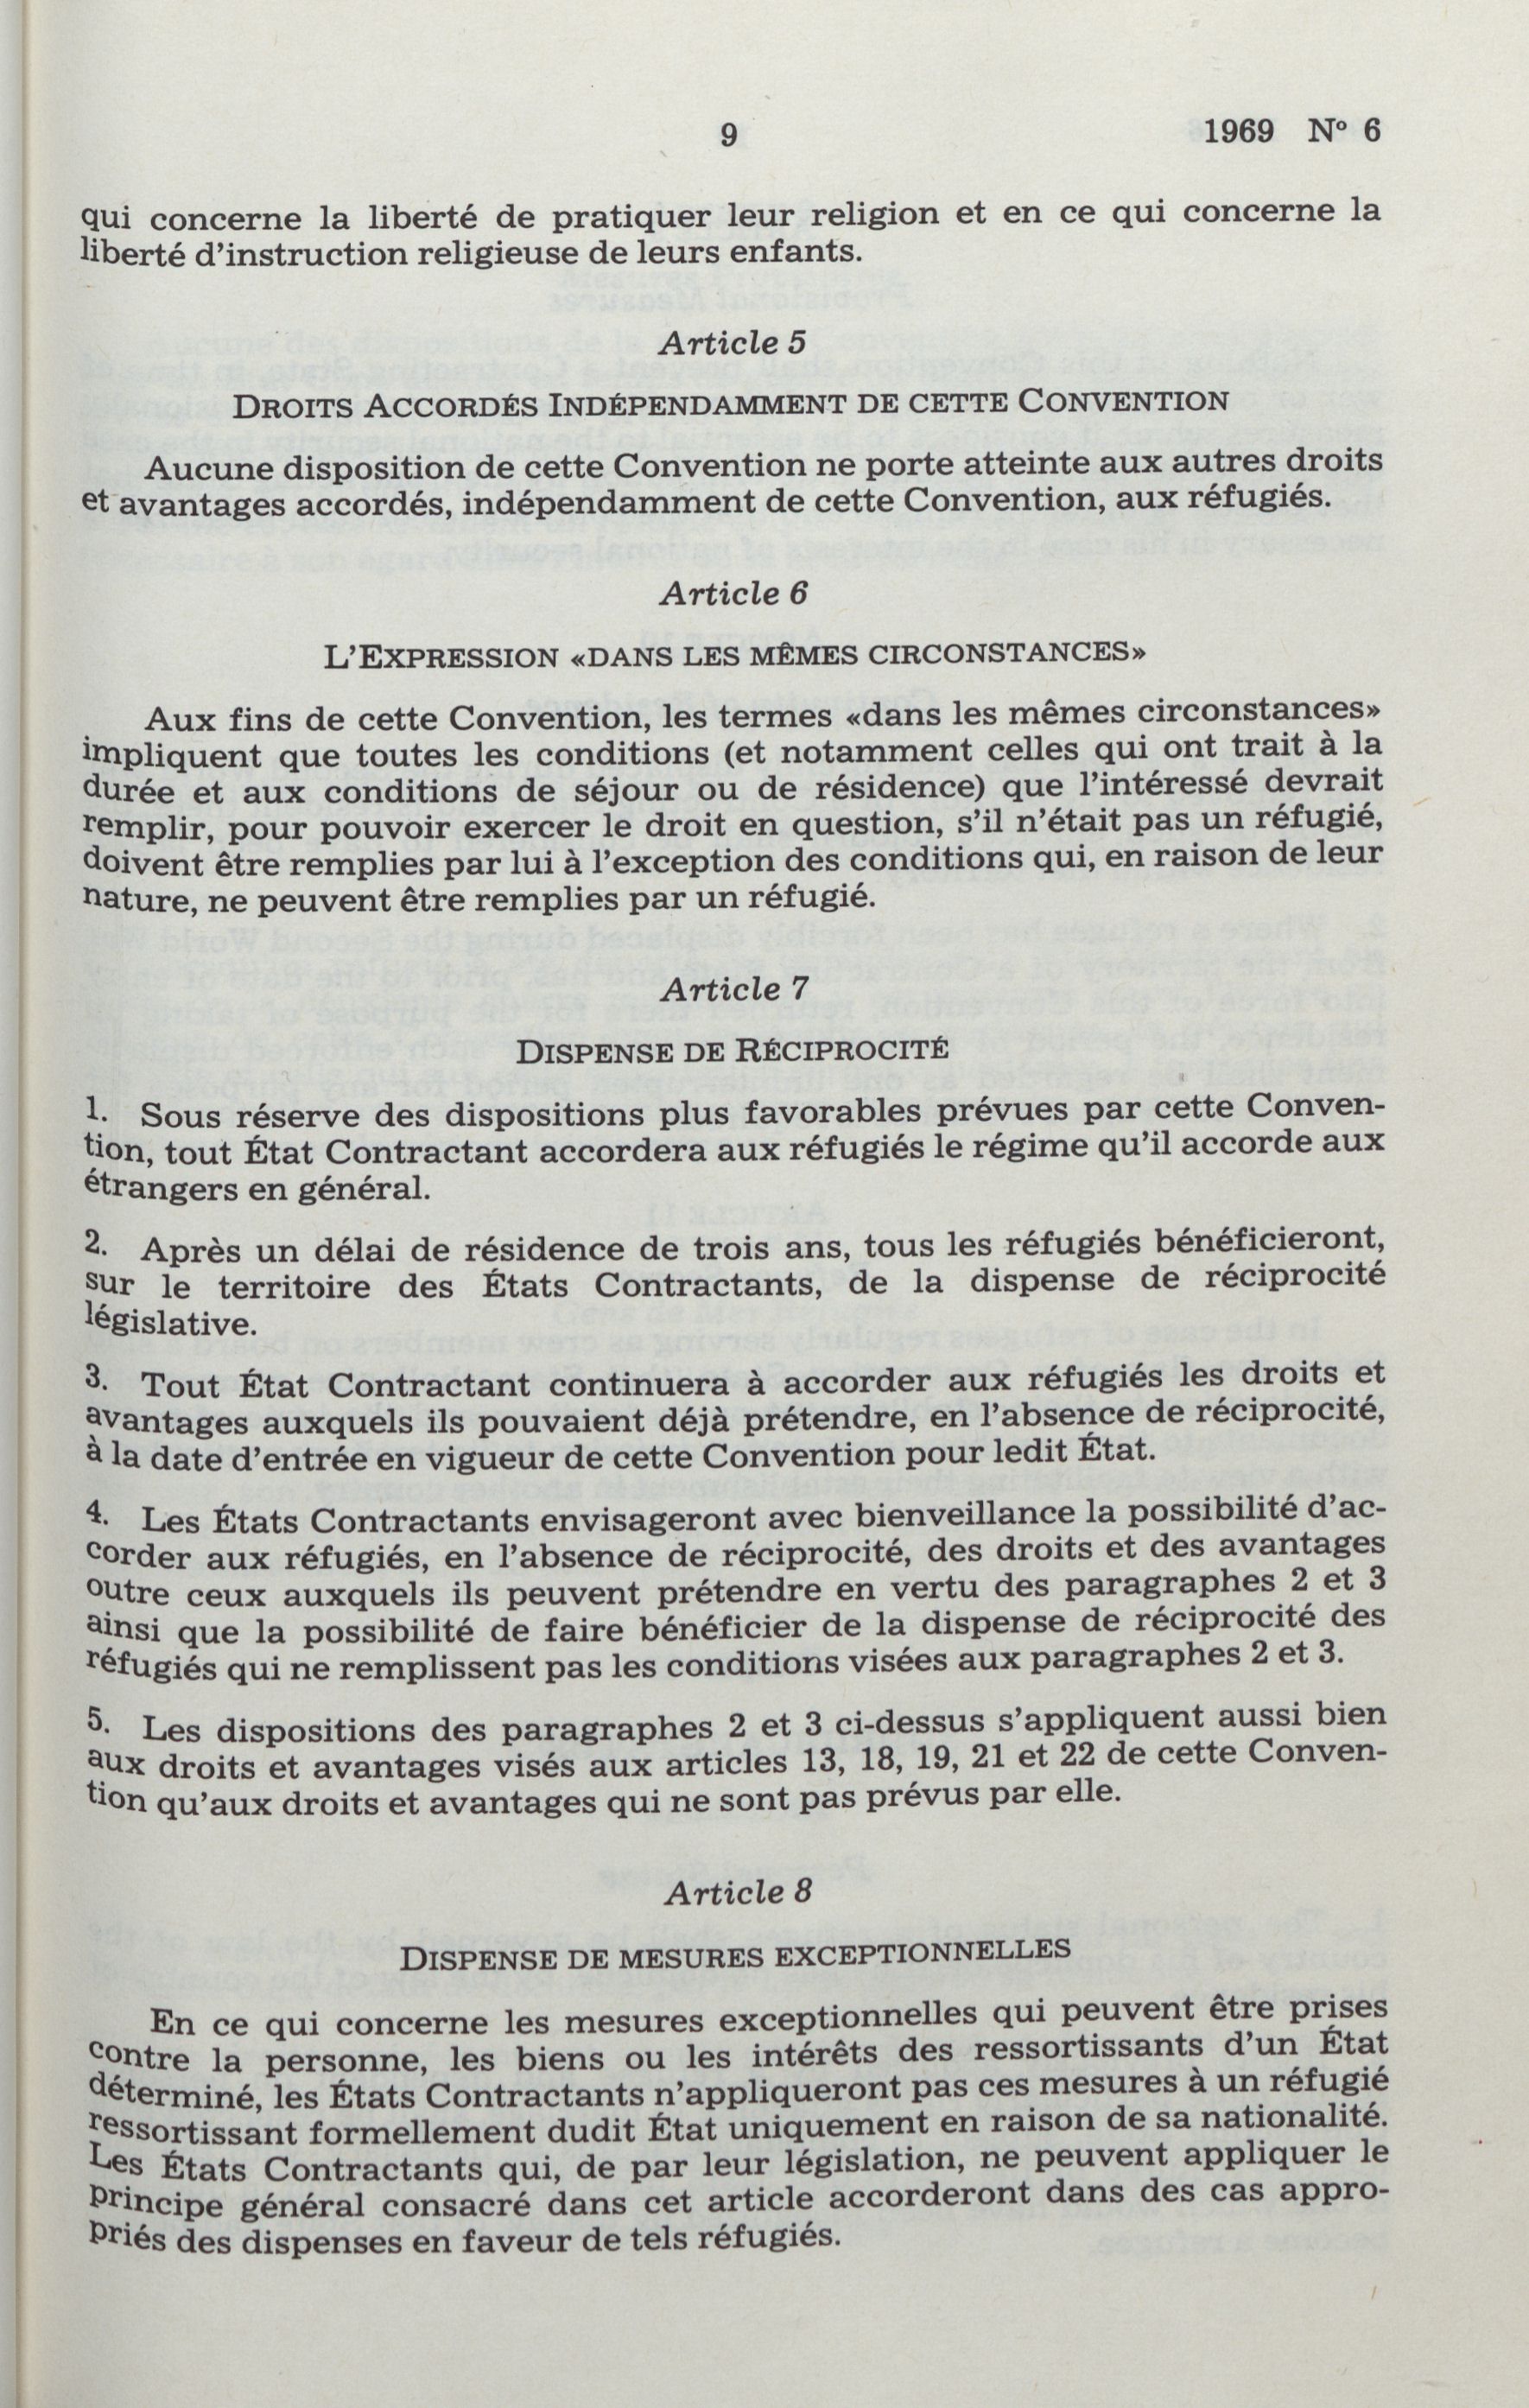 9
1969 Nº 6
qui concerne la liberté de pratiquer leur religion et en ce qui concerne la
liberté d'instruction religieuse de leurs enfants.
Article 5
DROITS ACCORDÉS INDÉPENDAMMENT DE CETTE CONVENTION
Aucune disposition de cette Convention ne porte atteinte aux autres droits
et avantages accordés, indépendamment de cette Convention, aux réfugiés.
Article 6
L'EXPRESSION «DANS LES MÊMES CIRCONSTANCES»
Aux fins de cette Convention, les termes «dans les mêmes circonstances»
impliquent que toutes les conditions (et notamment celles qui ont trait à la
durée et aux conditions de séjour ou de résidence) que l'intéressé devrait
remplir, pour pouvoir exercer le droit en question, s'il n'était pas un réfugié,
doivent être remplies par lui à l'exception des conditions qui, en raison de leur
nature, ne peuvent être remplies par un réfugié.
Article 7
DISPENSE DE RÉCIPROCITÉ
1. Sous réserve des dispositions plus favorables prévues par cette Conven-
tion, tout État Contractant accordera aux réfugiés le régime qu'il accorde aux
étrangers en général.
2. Après un délai de résidence de trois ans, tous les réfugiés bénéficieront,
sur le territoire des États Contractants, de la dispense de réciprocité
législative.
3. Tout État Contractant continuera à accorder aux réfugiés les droits et
avantages auxquels ils pouvaient déjà prétendre, en l'absence de réciprocité,
à la date d'entrée en vigueur de cette Convention pour ledit État.
4. Les États Contractants envisageront avec bienveillance la possibilité d'ac-
corder aux réfugiés, en l'absence de réciprocité, des droits et des avantages
outre ceux auxquels ils peuvent prétendre en vertu des paragraphes 2 et 3
ainsi que la possibilité de faire bénéficier de la dispense de réciprocité des
réfugiés qui ne remplissent pas les conditions visées aux paragraphes 2 et 3.
5. Les dispositions des paragraphes 2 et 3 ci-dessus s'appliquent aussi bien
aux droits et avantages visés aux articles 13, 18, 19, 21 et 22 de cette Conven-
tion qu'aux droits et avantages qui ne sont pas prévus par elle.
Article 8
DISPENSE DE MESURES EXCEPTIONNELLES
En ce qui concerne les mesures exceptionnelles qui peuvent être prises
contre la personne, les biens ou les intérêts des ressortissants d'un État
déterminé, les États Contractants n'appliqueront pas ces mesures à un réfugié
ressortissant formellement dudit État uniquement en raison de sa nationalité.
Les États Contractants qui, de par leur législation, ne peuvent appliquer le
principe général consacré dans cet article accorderont dans des cas appro-
priés des dispenses en faveur de tels réfugiés.